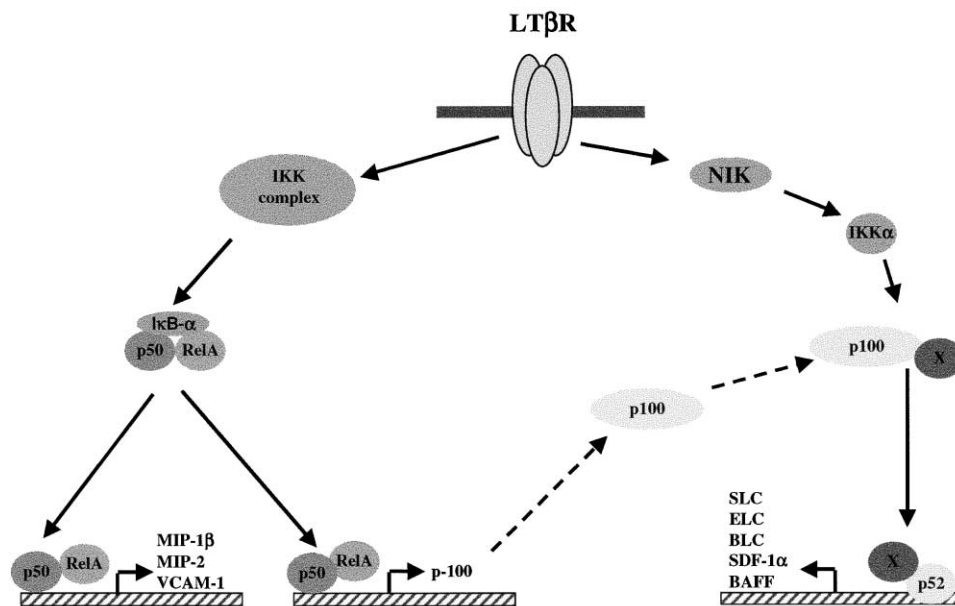 LTβR
IKK
complex
NIK
IKKα
IκB-α
p50
RelA
p100
X
p100
SLC
ELC
BLC
SDF-1α
BAFF
MIP-1β
MIP-2
VCAM-1
p50
RelA
p50
RelA
p-100
X
p52